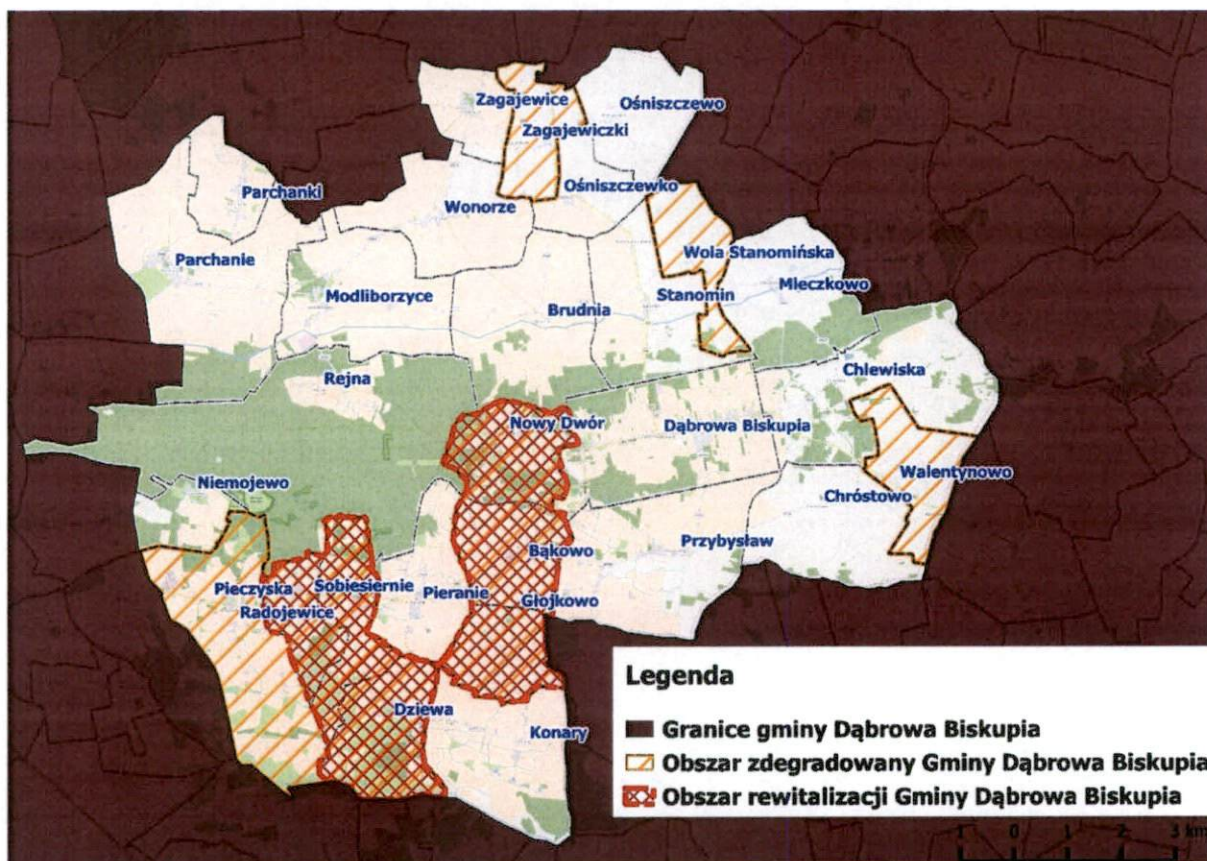 Zagajewice
Ośniszczewo
Zagajewiczki
Parchanki
Ośniszczewko
Wonorze
Parchanie
Wola Stanomińska
Modliborzyce
Stanomin
Mleczkowo
Brudnia
Rejna
Chlewiska
Nowy Dwór
Dąbrowa Biskupia
Walentynowo
Niemojewo
Chróstowo
Przybysław
Bąkowo
Pieczyska
Sobiesiernie
Pieranie
Głojkowo
Radojewice
Dziewa
Konary
Legenda
Granice gminy Dąbrowa Biskupia
Obszar zdegradowany Gminy Dąbrowa Biskupia
Obszar rewitalizacji Gminy Dąbrowa Biskupia
1 0 1 2 3 km